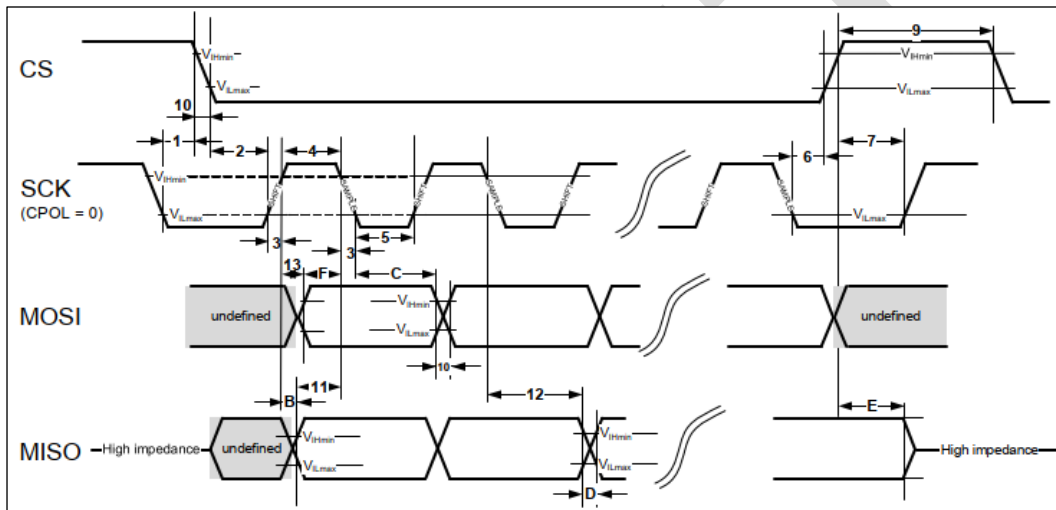 9
CS
VIHmin
VIHmin
VILmax
VILmax
10
1
2
4
6
7
SCK
(CPOL = 0)
VIHmin
VILmax
SHIFT
SAMPLE
SHIFT
SAMPLE
SHIFT
SHIFT
SAMPLE
VILmax
3
3
5
13
F
C
MOSI
undefined
VIHmin
VILmax
undefined
10
11
12
B
E
MISO
High impedance
undefined
VIHmin
VILmax
VIHmin
VILmax
High impedance
D